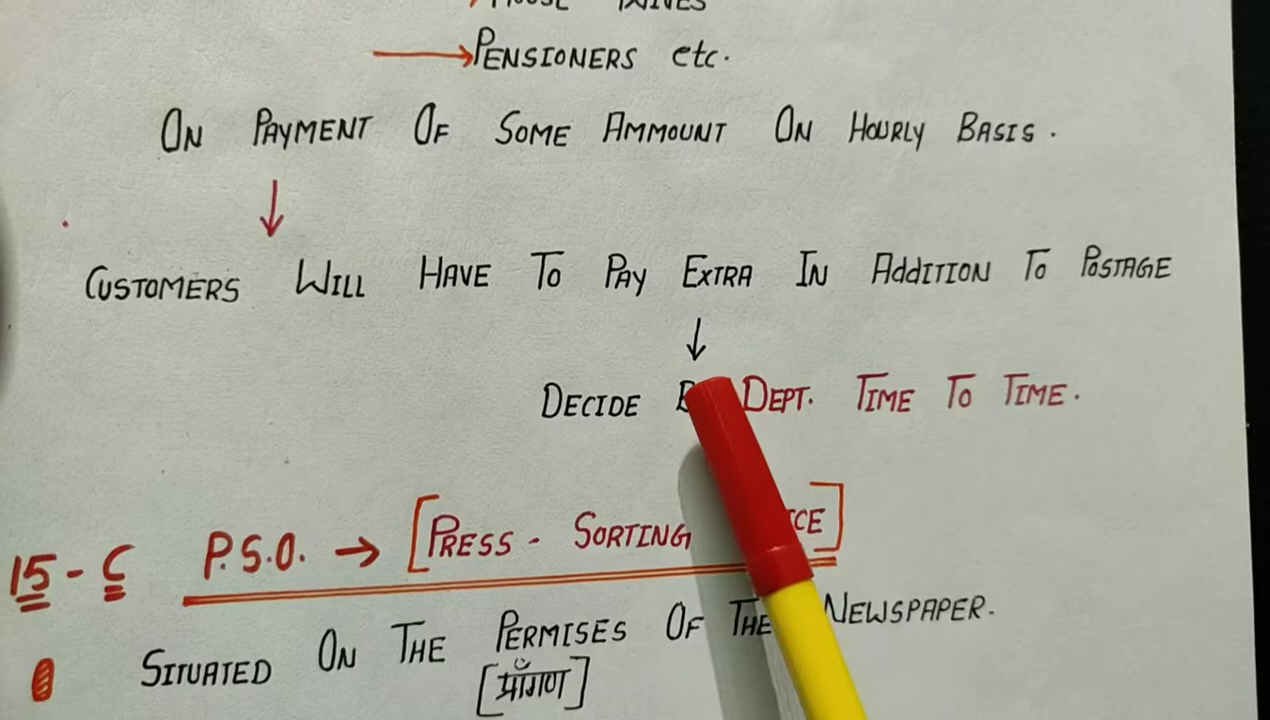 PENSIONERS etc.
ON PAYMENT OF SOME AMMOUNT ON HOURLY BASIS.
CUSTOMERS WILL HAVE TO PAY EXTRA IN ADDITION TO POSTAGE
DECIDE DEPT. TIME TO TIME.
15-C P.S.O. → [PRESS - SORTING
SITUATED ON THE PERMISES OF THE NEWSPAPER.
[प्राँगण]